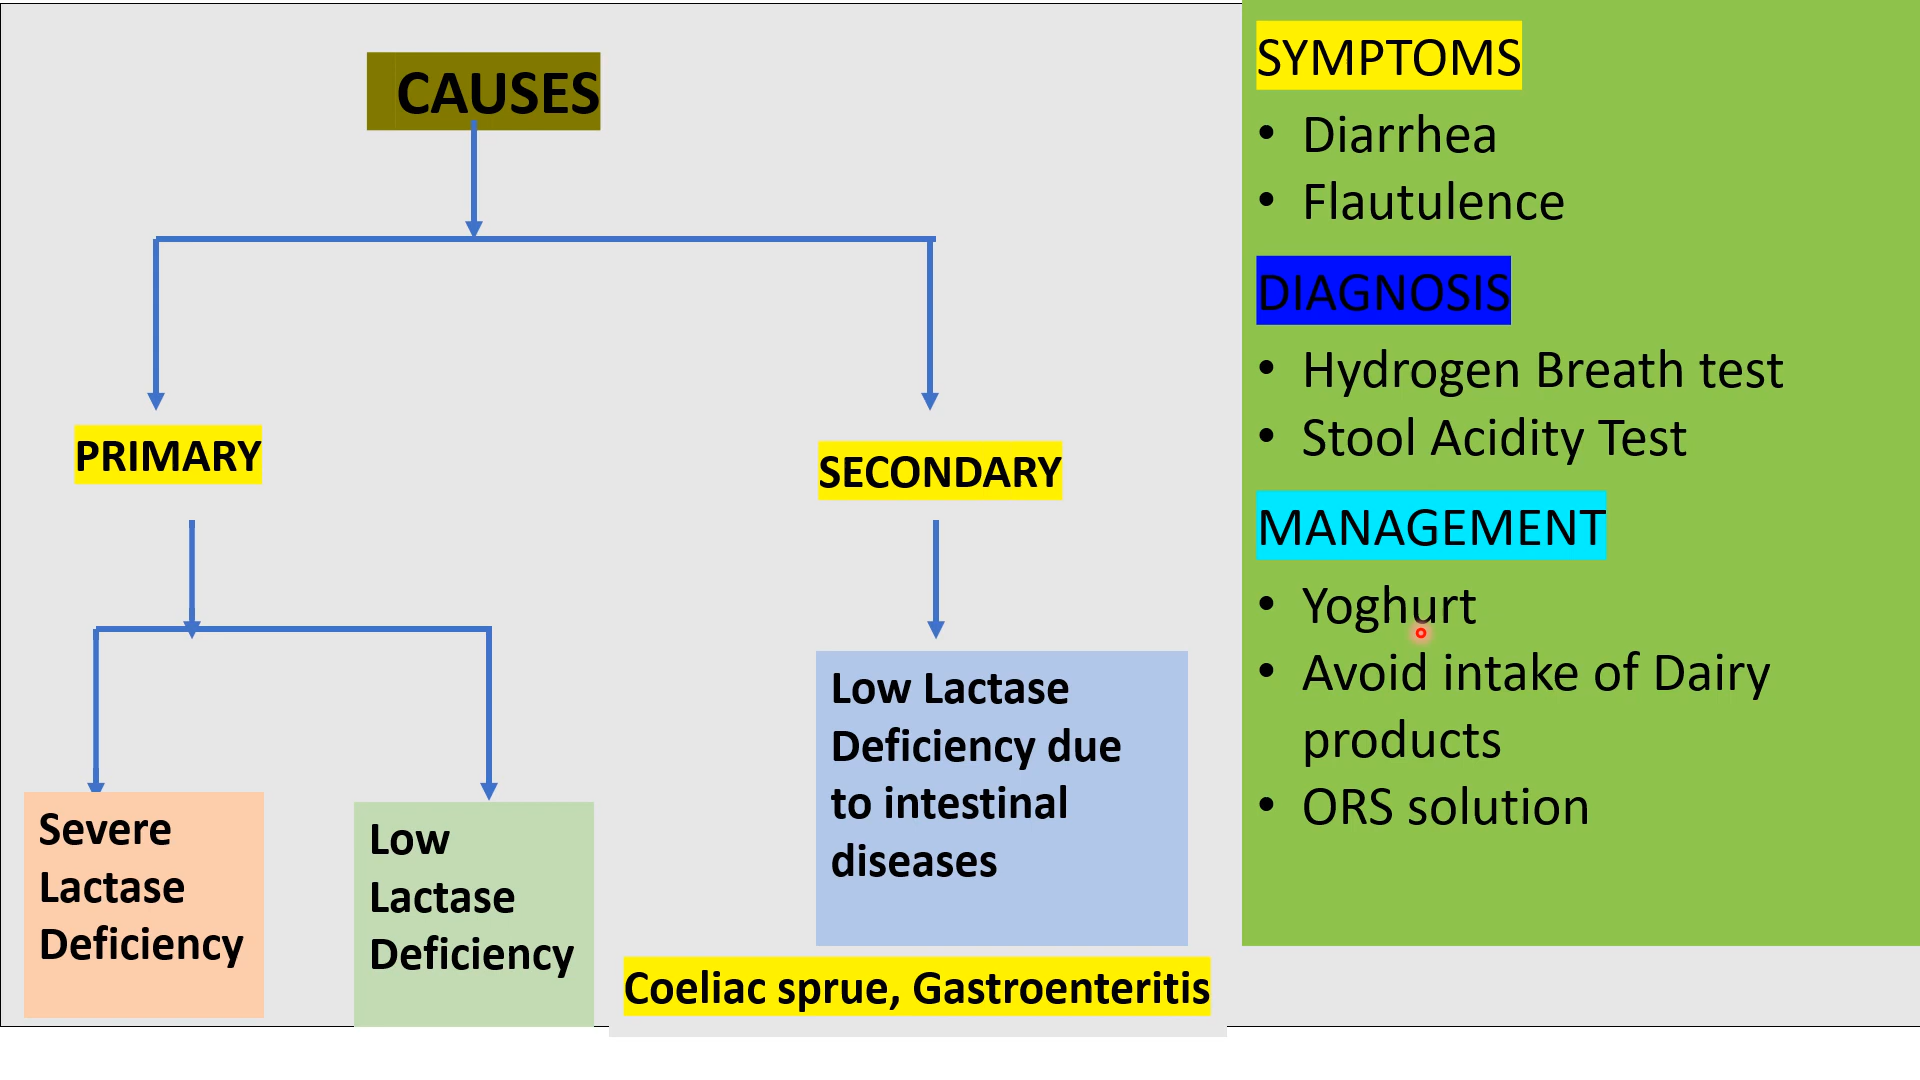 CAUSES
PRIMARY
SECONDARY
Severe
Lactase
Deficiency
Low
Lactase
Deficiency
Low Lactase
Deficiency due
to intestinal
diseases
Coeliac sprue, Gastroenteritis
SYMPTOMS
• Diarrhea
• Flautulence
DIAGNOSIS
• Hydrogen Breath test
• Stool Acidity Test
MANAGEMENT
• Yoghurt
• Avoid intake of Dairy
products
• ORS solution